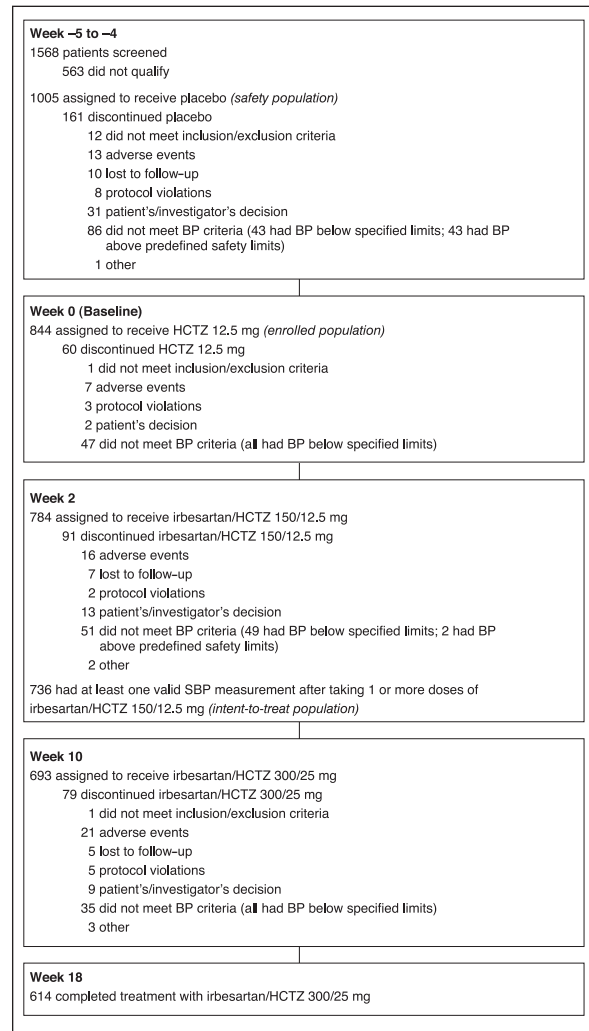 Week –5 to –4
1568 patients screened
563 did not qualify
1005 assigned to receive placebo (safety population)
161 discontinued placebo
12 did not meet inclusion/exclusion criteria
13 adverse events
10 lost to follow-up
8 protocol violations
31 patient's/investigator's decision
86 did not meet BP criteria (43 had BP below specified limits; 43 had BP
above predefined safety limits)
1 other
Week 0 (Baseline)
844 assigned to receive HCTZ 12.5 mg (enrolled population)
60 discontinued HCTZ 12.5 mg
1 did not meet inclusion/exclusion criteria
7 adverse events
3 protocol violations
2 patient's decision
47 did not meet BP criteria (all had BP below specified limits)
Week 2
784 assigned to receive irbesartan/HCTZ 150/12.5 mg
91 discontinued irbesartan/HCTZ 150/12.5 mg
16 adverse events
7 lost to follow-up
2 protocol violations
13 patient's/investigator's decision
51 did not meet BP criteria (49 had BP below specified limits; 2 had BP
above predefined safety limits)
2 other
736 had at least one valid SBP measurement after taking 1 or more doses of
irbesartan/HCTZ 150/12.5 mg (intent-to-treat population)
Week 10
693 assigned to receive irbesartan/HCTZ 300/25 mg
79 discontinued irbesartan/HCTZ 300/25 mg
1 did not meet inclusion/exclusion criteria
21 adverse events
5 lost to follow-up
5 protocol violations
9 patient's/investigator's decision
35 did not meet BP criteria (all had BP below specified limits)
3 other
Week 18
614 completed treatment with irbesartan/HCTZ 300/25 mg